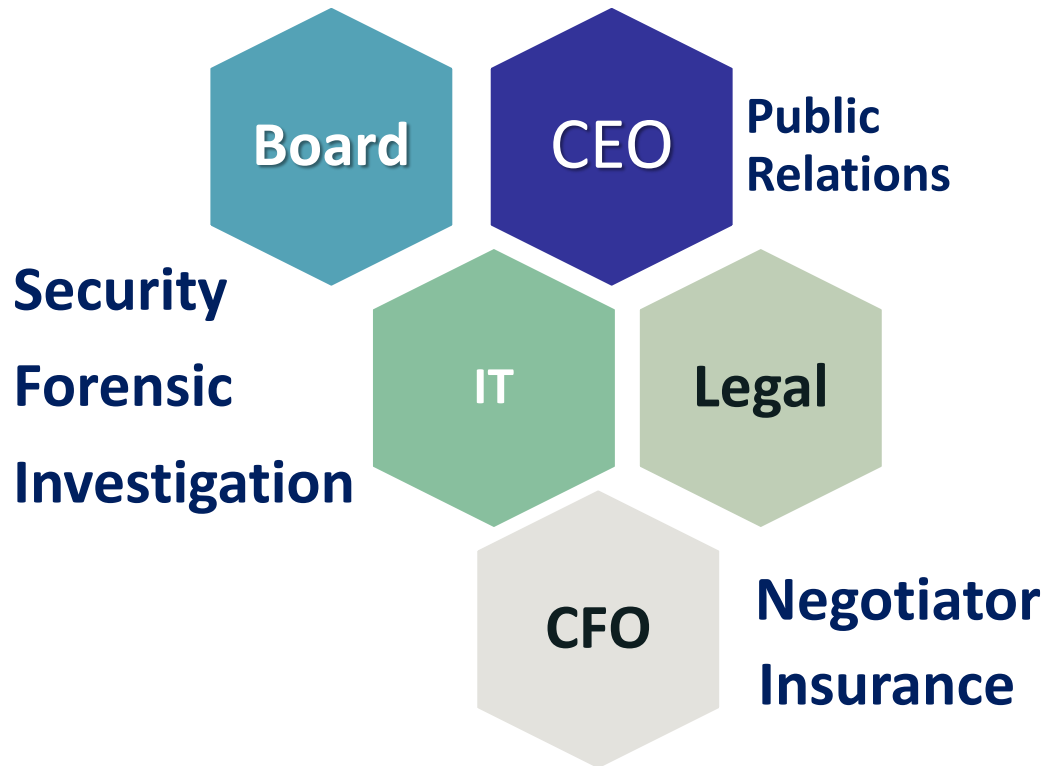 Board
CEO
Public
Relations
Security
Forensic
Investigation
IT
Legal
CFO
Negotiator
Insurance